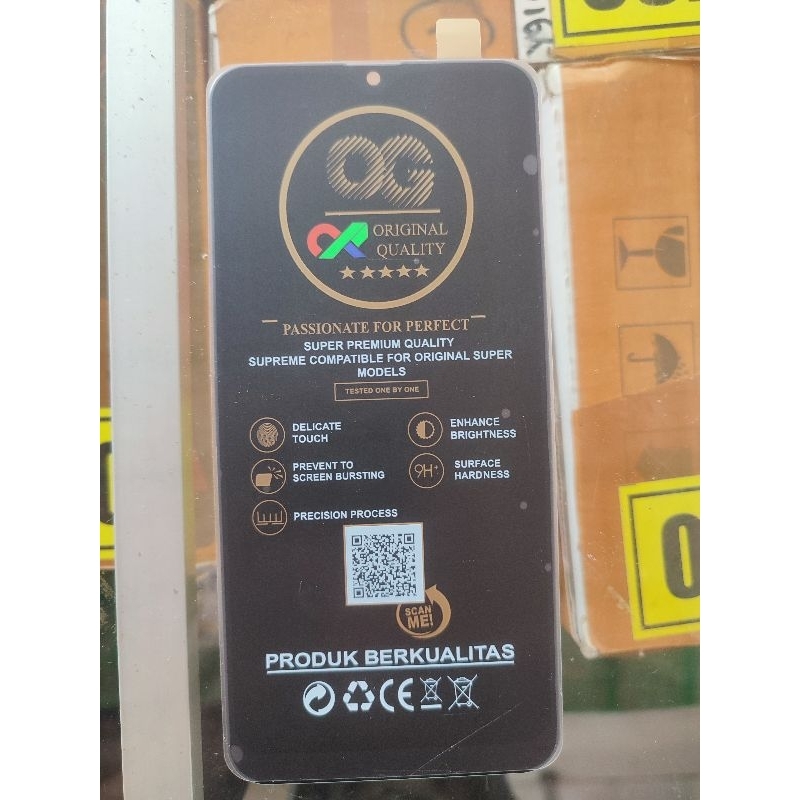 OG
ORIGINAL
QUALITY
PASSIONATE FOR PERFECT
SUPER PREMIUM QUALITY
SUPREME COMPATIBLE FOR ORIGINAL SUPER
MODELS
TESTED ONE BY ONE
DELICATE
TOUCH
ENHANCE
BRIGHTNESS
PREVENT TO
SCREEN BURSTING
9H+
SURFACE
HARDNESS
PRECISION PROCESS
SCAN
ME!
PRODUK BERKUALITAS
CE